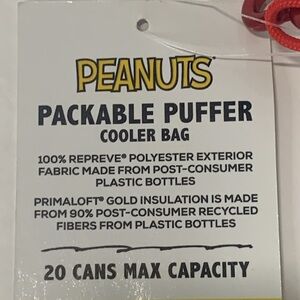 PEANUTS
PACKABLE PUFFER
COOLER BAG
100% REPREVE® POLYESTER EXTERIOR
FABRIC MADE FROM POST-CONSUMER
PLASTIC BOTTLES
PRIMALOFT® GOLD INSULATION IS MADE
FROM 90% POST-CONSUMER RECYCLED
FIBERS FROM PLASTIC BOTTLES
20 CANS MAX CAPACITY